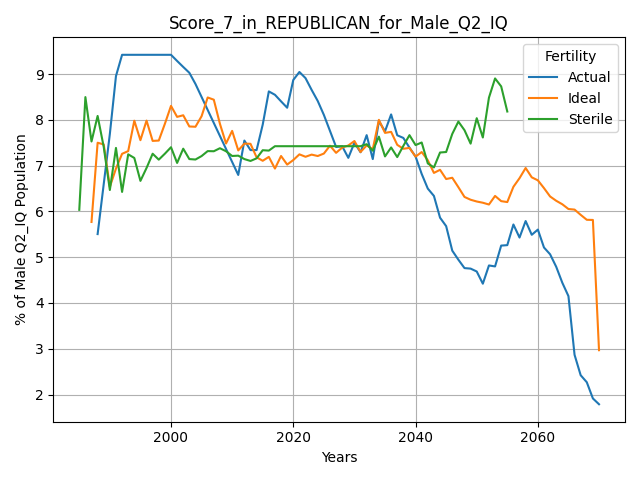 Score_7_in_REPUBLICAN_for_Male_Q2_IQ
% of Male Q2_IQ Population
9
8
7
6
5
4
3
2
Fertility
Actual
Ideal
Sterile
2000 2020 2040 2060
Years